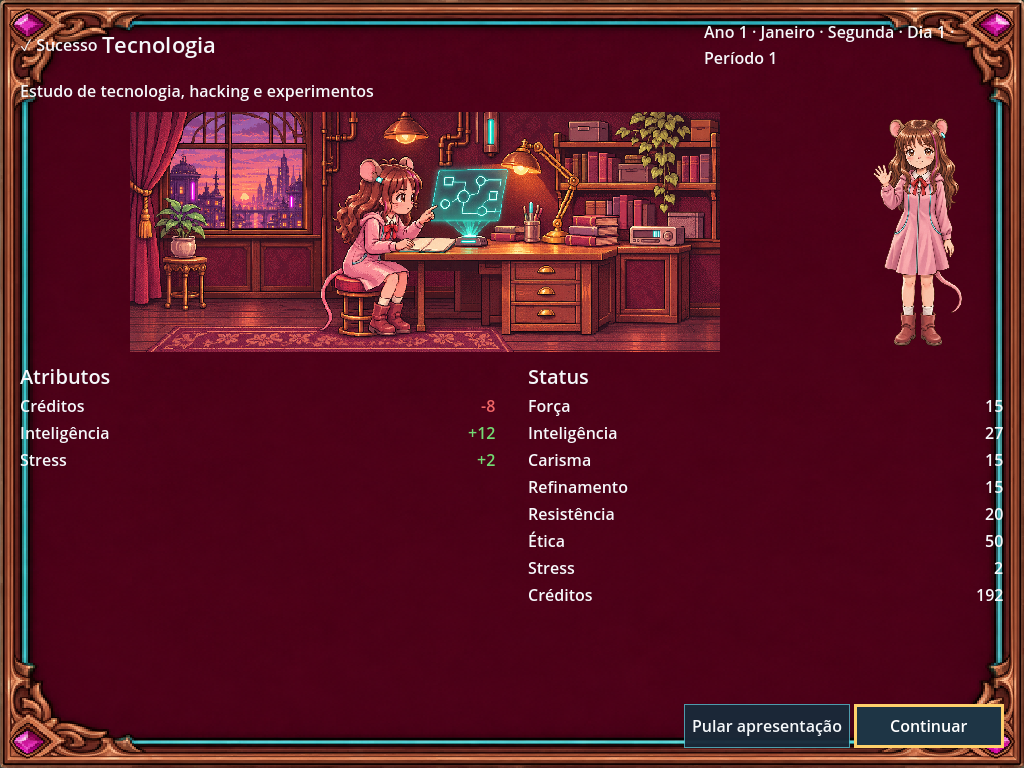 ✓ Sucesso Tecnologia
Ano 1 · Janeiro · Segunda · Dia 1
Período 1
Estudo de tecnologia, hacking e experimentos
Atributos
Créditos -8
Inteligência +12
Stress +2
Status
Força 15
Inteligência 27
Carisma 15
Refinamento 15
Resistência 20
Ética 50
Stress 2
Créditos 192
Pular apresentação
Continuar